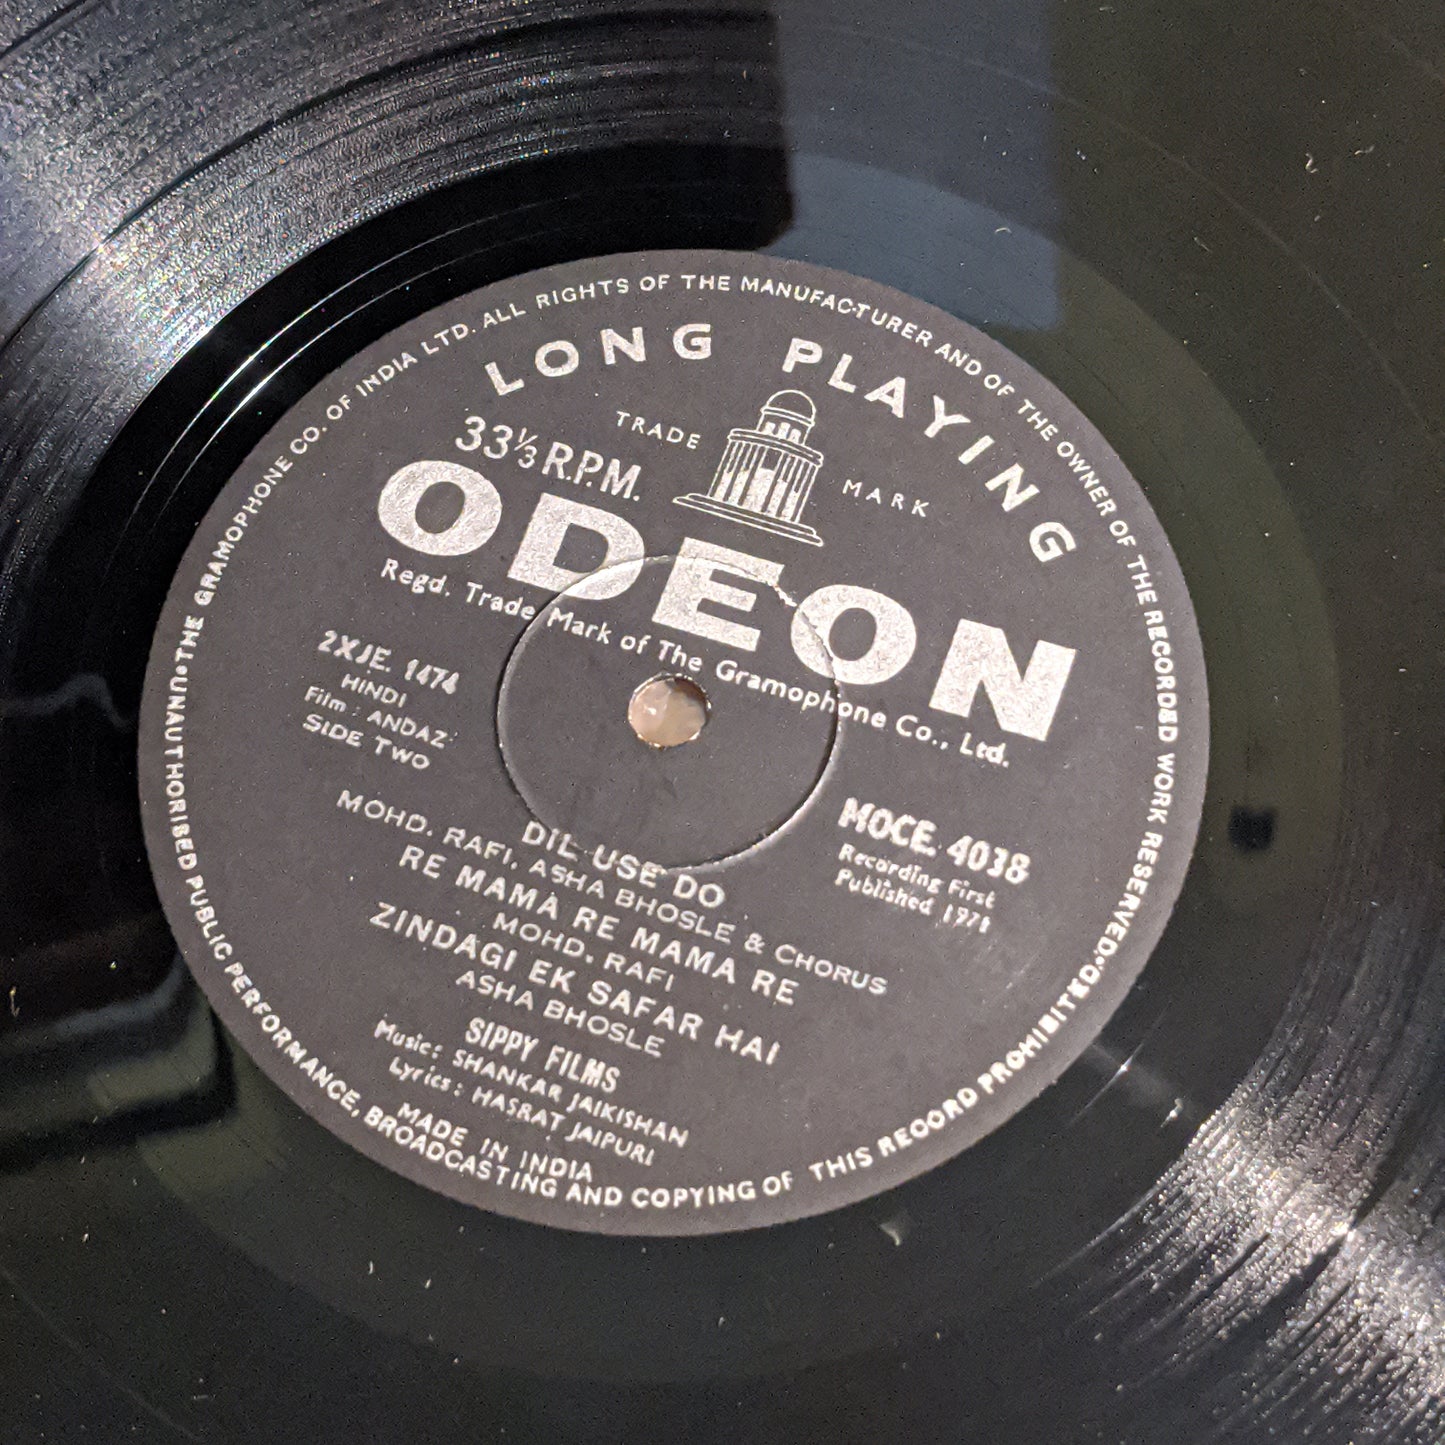 THE GRAMOPHONE CO. OF INDIA LTD. ALL RIGHTS OF THE MANUFACTURER AND OF THE OWNER OF THE RECORDED WORK RESERVED.
UNAUTHORISED PUBLIC PERFORMANCE, BROADCASTING AND COPYING OF THIS RECORD PROHIBITED.
LONG PLAYING
TRADE MARK
33⅓ R.P.M.
ODEON
Regd. Trade Mark of The Gramophone Co., Ltd.
2XJE. 1474
HINDI
Film : ANDAZ
SIDE TWO
MOCE. 4038
Recording First
Published 1971
DIL USE DO
MOHD. RAFI, ASHA BHOSLE & CHORUS
RE MAMA RE MAMA RE
MOHD. RAFI
ZINDAGI EK SAFAR HAI
ASHA BHOSLE
SIPPY FILMS
Music: SHANKAR JAIKISHAN
Lyrics: HASRAT JAIPURI
MADE IN INDIA